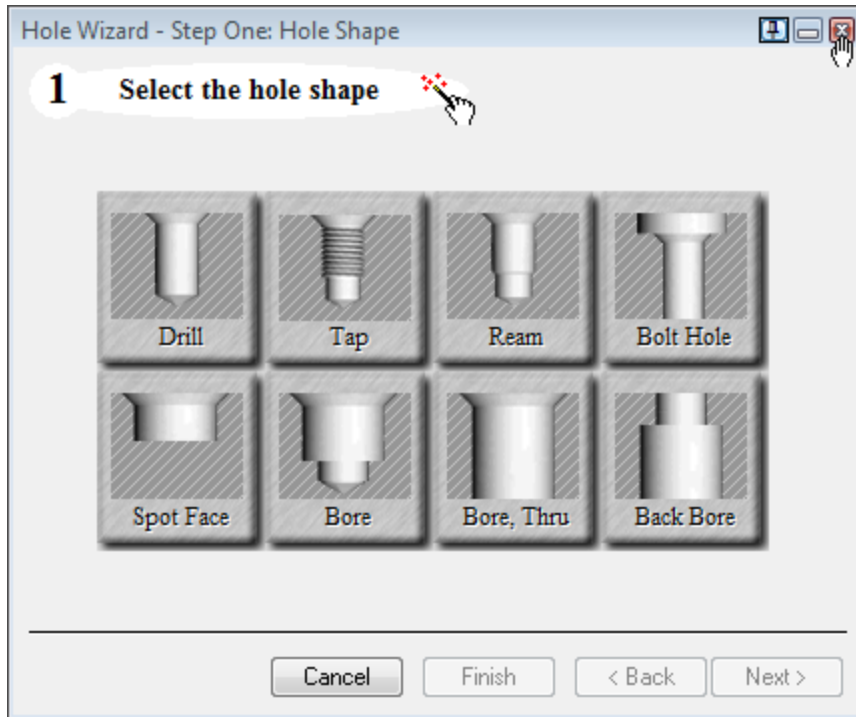 Hole Wizard - Step One: Hole Shape
1 Select the hole shape
Drill Tap Ream Bolt Hole
Spot Face Bore Bore, Thru Back Bore
Cancel Finish < Back Next >